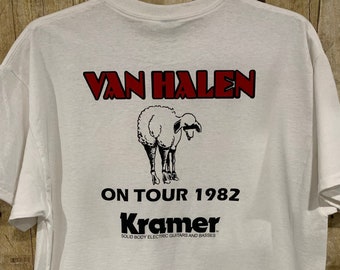 VAN HALEN
ON TOUR 1982
Kramer
SOLID BODY ELECTRIC GUITARS AND BASSES